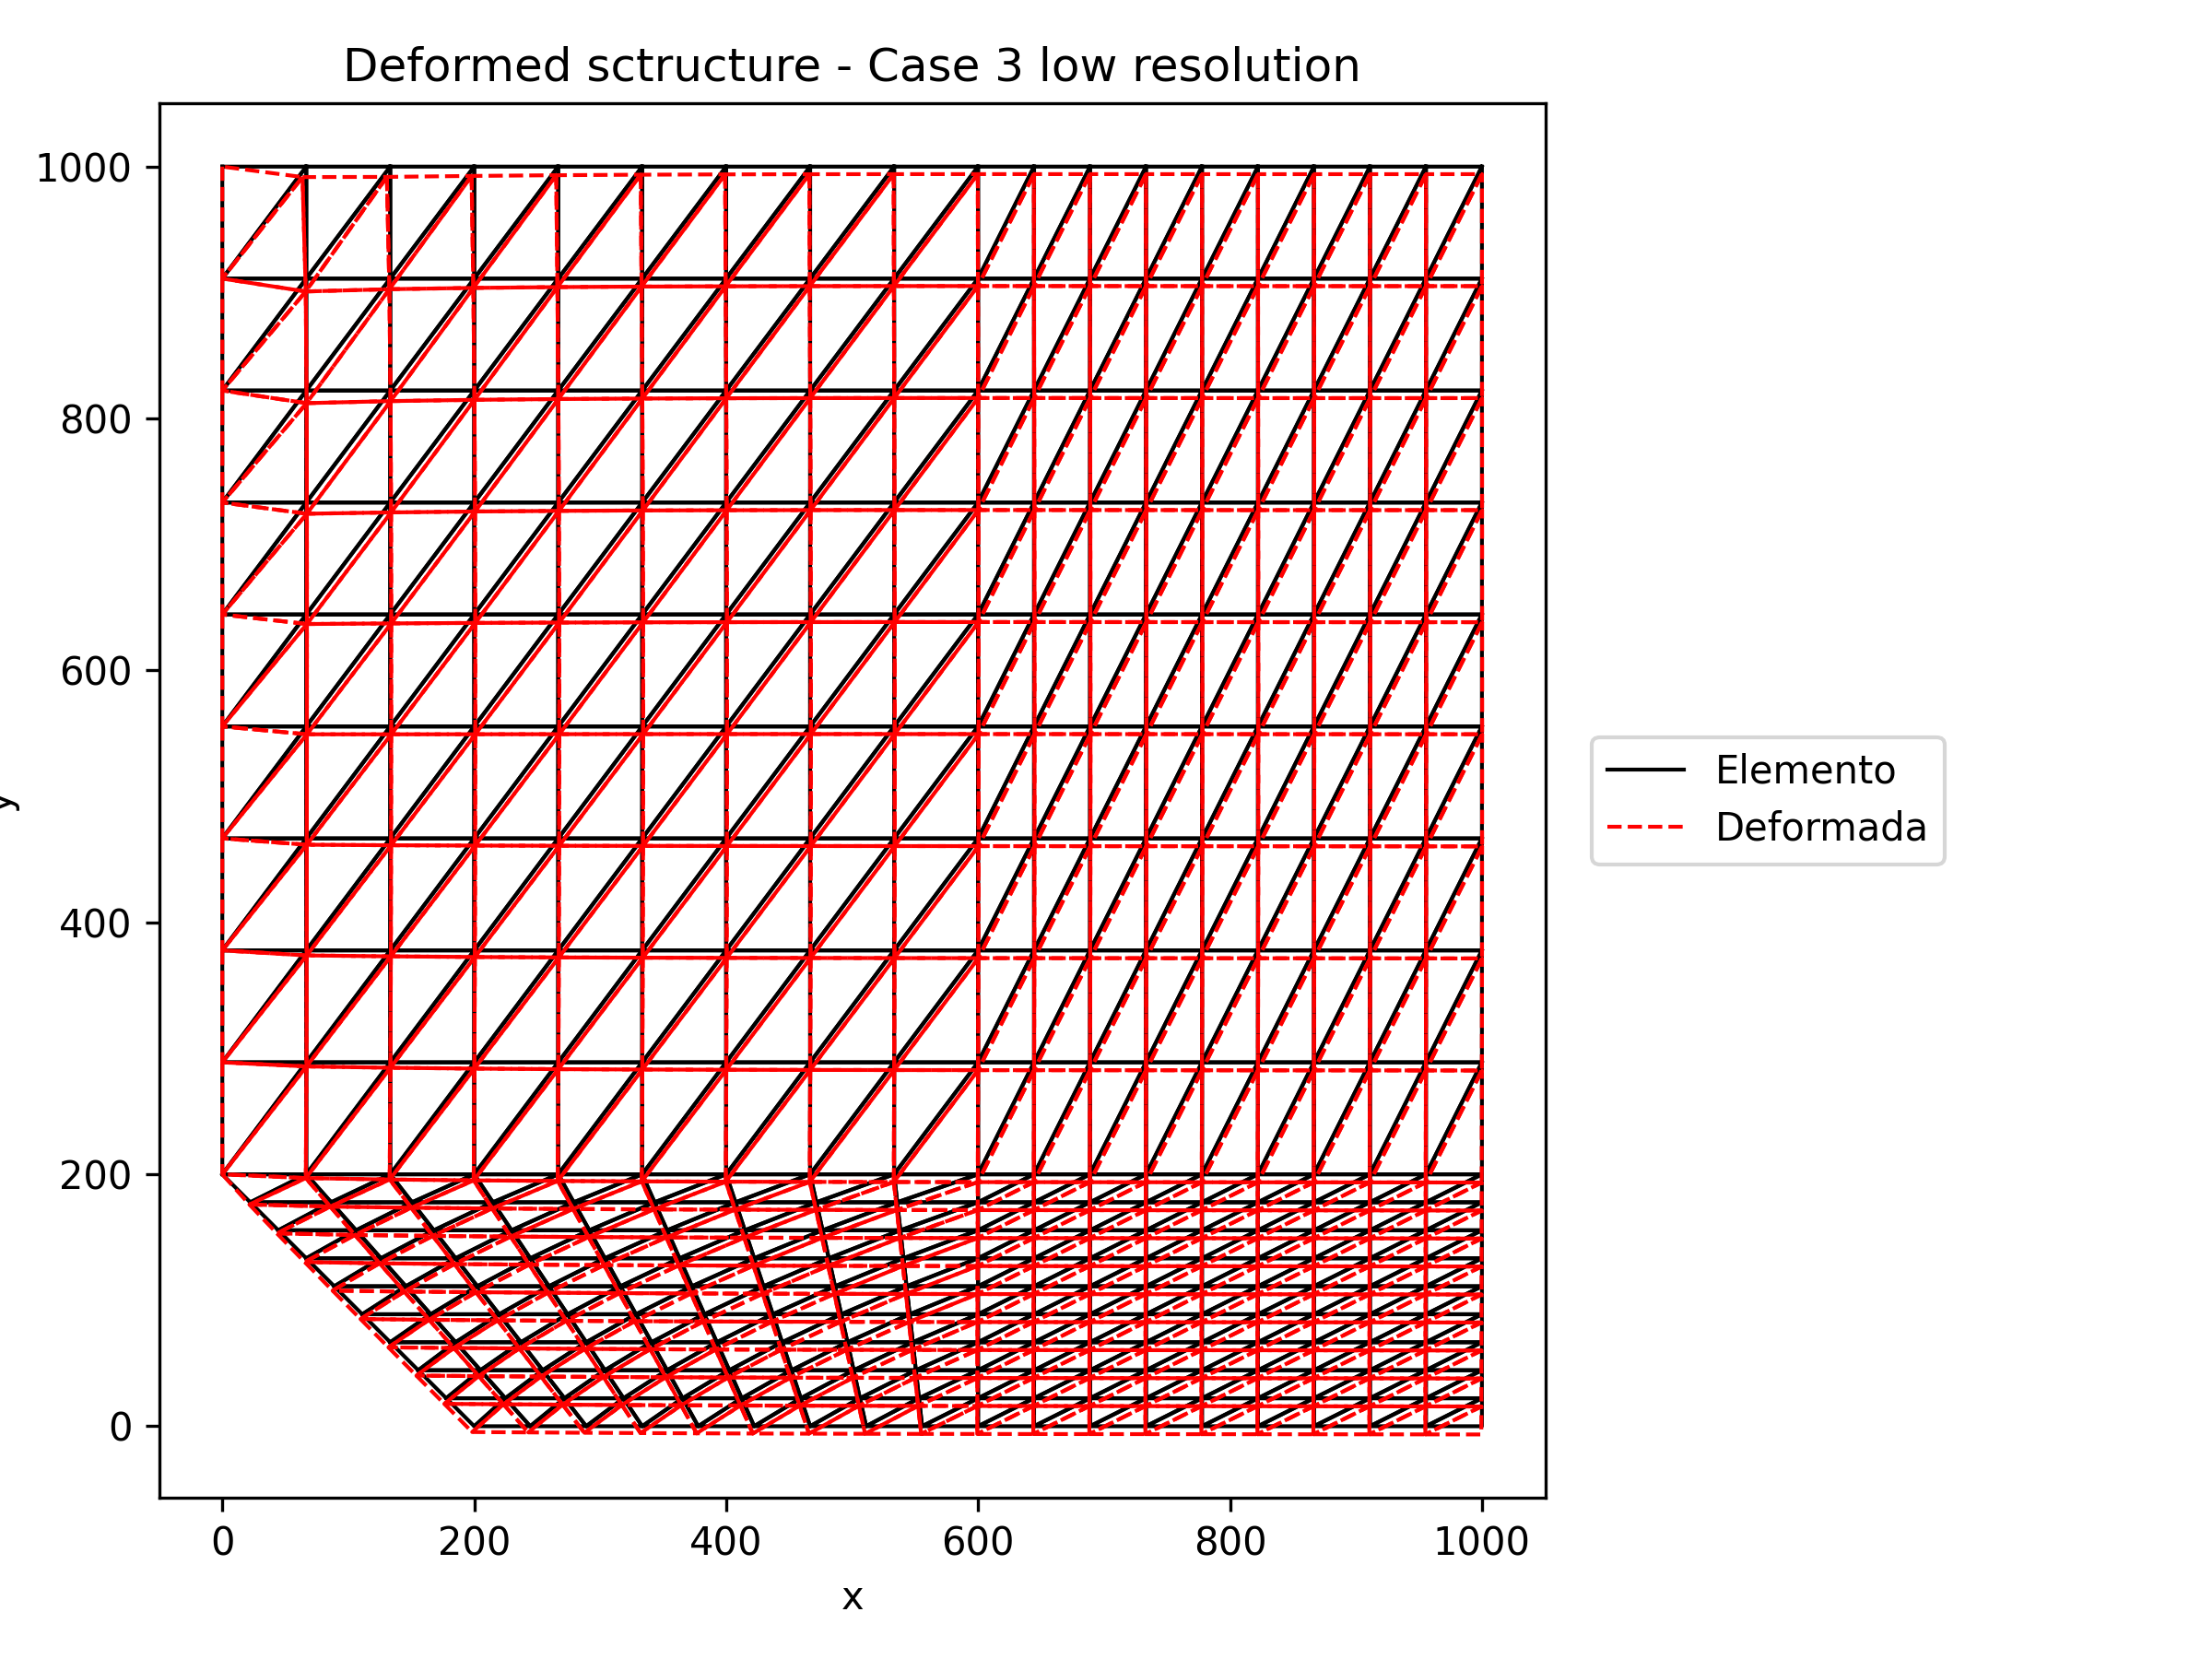 Deformed sctructure - Case 3 low resolution
1000
800
600
400
200
0
y
0 200 400 600 800 1000
x
Elemento
Deformada